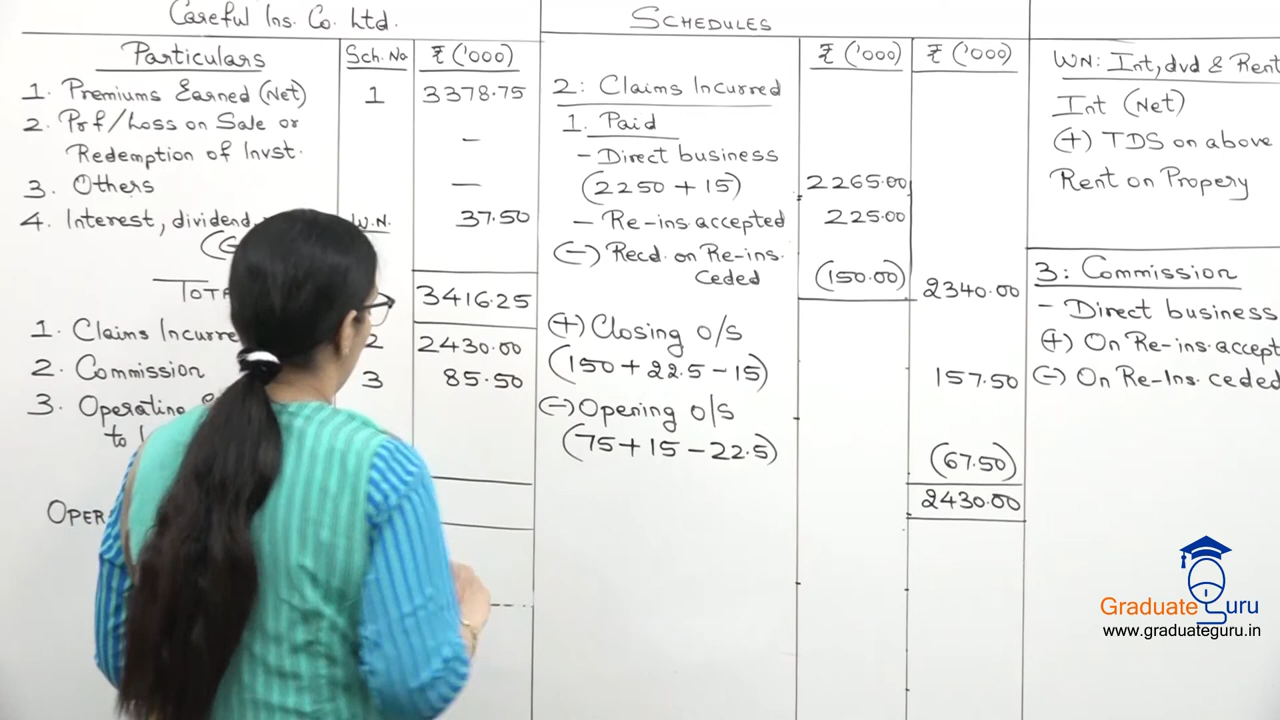 Careful Ins. Co. Ltd.
Particulars Sch. No ₹ ('000)
1. Premiums Earned (Net) 1 3378.75
2. Prf/Loss on Sale or
Redemption of Invst. —
3. Others —
4. Interest, dividend, W.N. 37.50
3416.25
1. Claims 2 2430.00
2. Commission 3 85.50
3. Operating
to
SCHEDULES
₹ ('000) ₹ ('000)
2: Claims Incurred
1. Paid
- Direct business
(2250 + 15) 2265.00
- Re-ins. accepted 225.00
(-) Recd. on Re-ins.
ceded (150.00) 2340.00
(+) Closing o/s
(150 + 22.5 - 15) 157.50
(-) Opening o/s
(75 + 15 - 22.5) (67.50)
2430.00
WN: Int, dvd & Rent
Int (Net)
(+) TDS on above
Rent on Propery
3: Commission
- Direct business
(+) On Re-ins. accept
(-) On Re-Ins. ceded
Graduate Guru
www.graduateguru.in